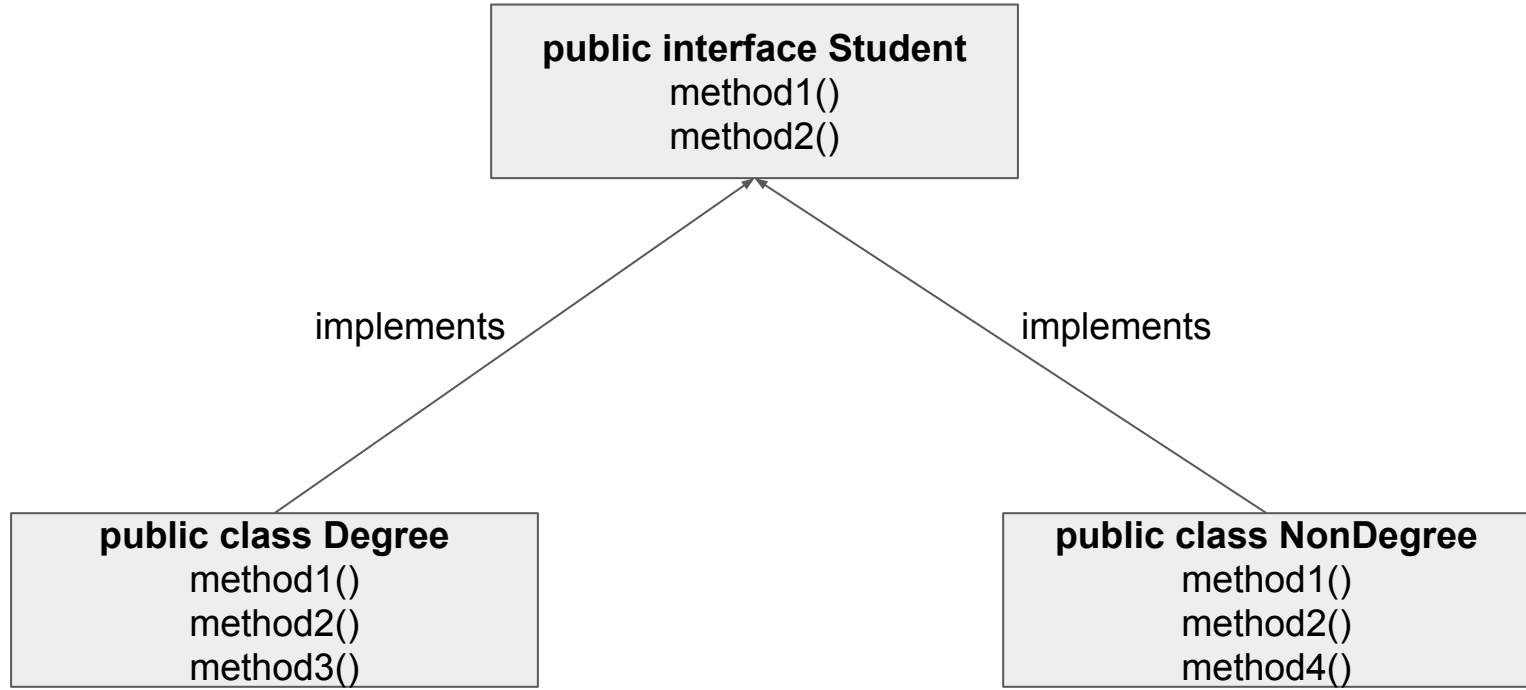 public interface Student
method1()
method2()
implements
implements
public class Degree
method1()
method2()
method3()
public class NonDegree
method1()
method2()
method4()